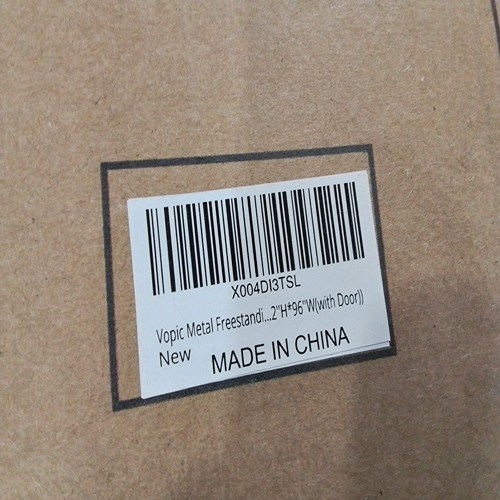 X004DI3TSL
Vopic Metal Freestandi...2"H*96"W(with Door))
New
MADE IN CHINA